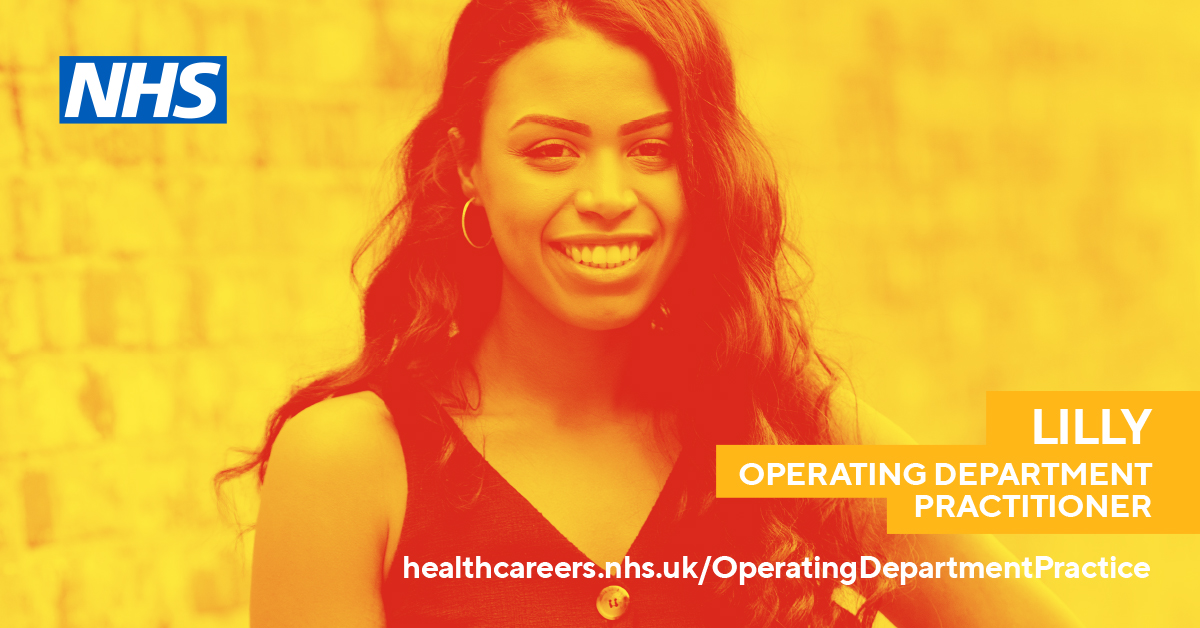 NHS
LILLY
OPERATING DEPARTMENT
PRACTITIONER
healthcareers.nhs.uk/OperatingDepartmentPractice